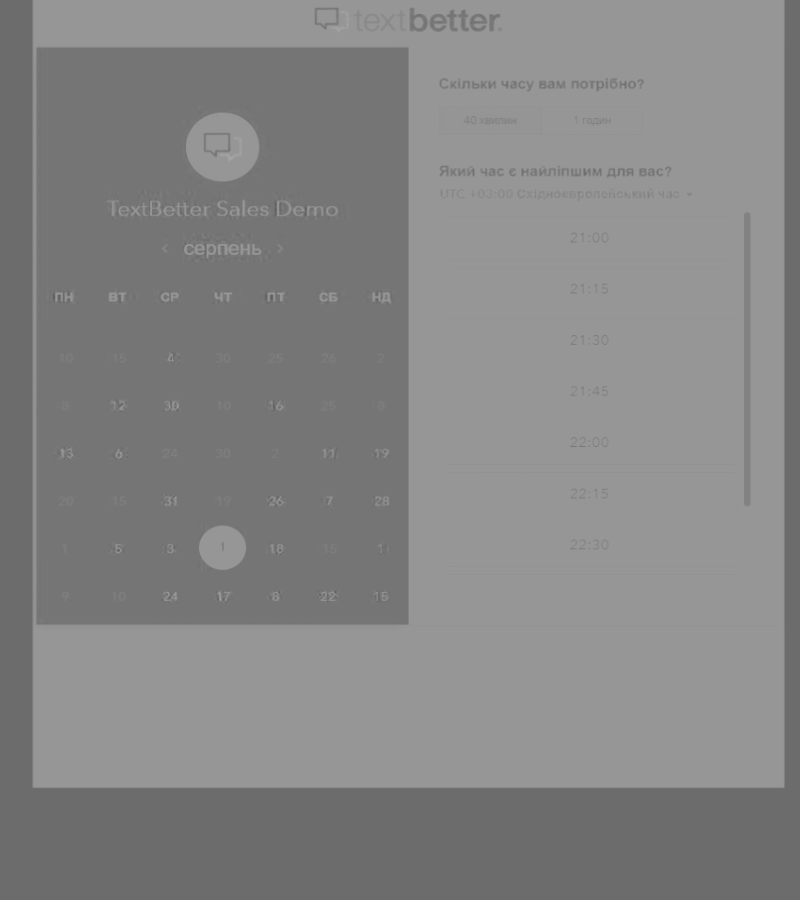 textbetter.
TextBetter Sales Demo
‹ серпень ›
ПН ВТ СР ЧТ ПТ СБ НД
10 15 4 30 25 26 2
12 30 10 16 25
13 6 24 30 2 11 19
20 15 31 19 26 7 28
1 5 3 1 18 15 1
9 10 24 17 8 22 15
Скільки часу вам потрібно?
40 хвилин 1 годин
Який час є найліпшим для вас?
UTC +03:00 Східноєвропейський час
21:00
21:15
21:30
21:45
22:00
22:15
22:30